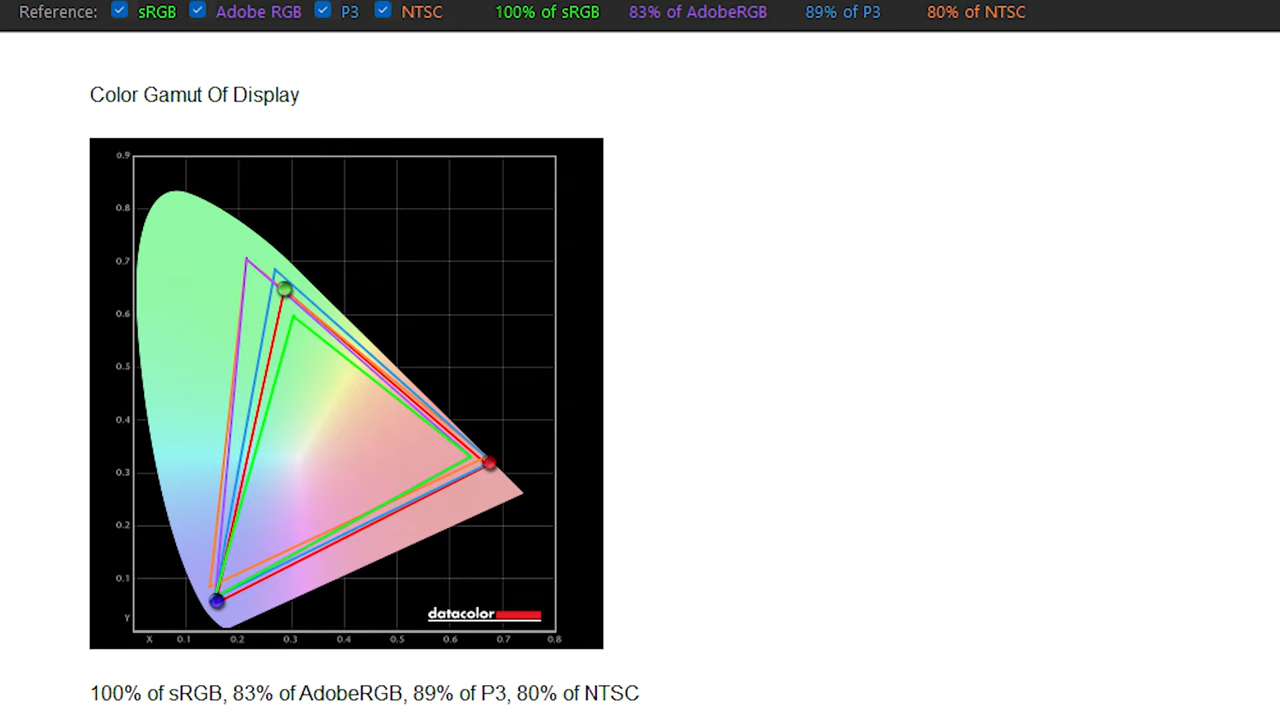 Reference: sRGB Adobe RGB P3 NTSC 100% of sRGB 83% of AdobeRGB 89% of P3 80% of NTSC
Color Gamut Of Display
0.9
0.8
0.7
0.6
0.5
0.4
0.3
0.2
0.1
datacolor
Y
X 0.1 0.2 0.3 0.4 0.5 0.6 0.7 0.8
100% of sRGB, 83% of AdobeRGB, 89% of P3, 80% of NTSC